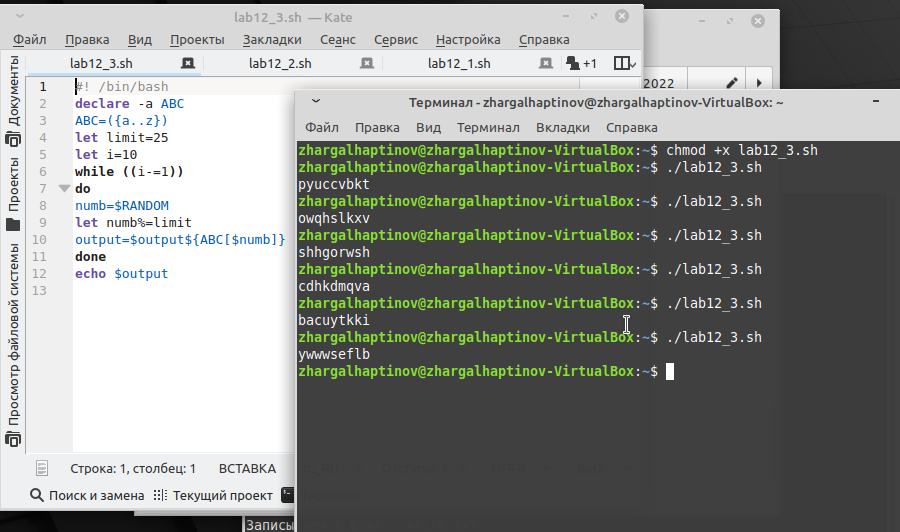 lab12_3.sh — Kate
Файл Правка Вид Проекты Закладки Сеанс Сервис Настройка Справка
lab12_3.sh lab12_2.sh lab12_1.sh +1
Документы
Проекты
Просмотр файловой системы
1 #! /bin/bash
2 declare -a ABC
3 ABC=({a..z})
4 let limit=25
5 let i=10
6 while ((i-=1))
7 do
8 numb=$RANDOM
9 let numb%=limit
10 output=$output${ABC[$numb]}
11 done
12 echo $output
13
Строка: 1, столбец: 1 ВСТАВКА
Поиск и замена Текущий проект
2022
Терминал - zhargalhaptinov@zhargalhaptinov-VirtualBox: ~
Файл Правка Вид Терминал Вкладки Справка
zhargalhaptinov@zhargalhaptinov-VirtualBox:~$ chmod +x lab12_3.sh
zhargalhaptinov@zhargalhaptinov-VirtualBox:~$ ./lab12_3.sh
pyuccvbkt
zhargalhaptinov@zhargalhaptinov-VirtualBox:~$ ./lab12_3.sh
owqhslkxv
zhargalhaptinov@zhargalhaptinov-VirtualBox:~$ ./lab12_3.sh
shhgorwsh
zhargalhaptinov@zhargalhaptinov-VirtualBox:~$ ./lab12_3.sh
cdhkdmqva
zhargalhaptinov@zhargalhaptinov-VirtualBox:~$ ./lab12_3.sh
bacuytkki
zhargalhaptinov@zhargalhaptinov-VirtualBox:~$ ./lab12_3.sh
ywwwseflb
zhargalhaptinov@zhargalhaptinov-VirtualBox:~$
Записы